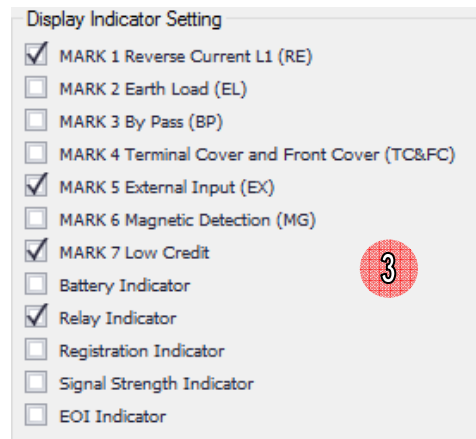 Display Indicator Setting
MARK 1 Reverse Current L1 (RE)
MARK 2 Earth Load (EL)
MARK 3 By Pass (BP)
MARK 4 Terminal Cover and Front Cover (TC&FC)
MARK 5 External Input (EX)
MARK 6 Magnetic Detection (MG)
MARK 7 Low Credit
3
Battery Indicator
Relay Indicator
Registration Indicator
Signal Strength Indicator
EOI Indicator